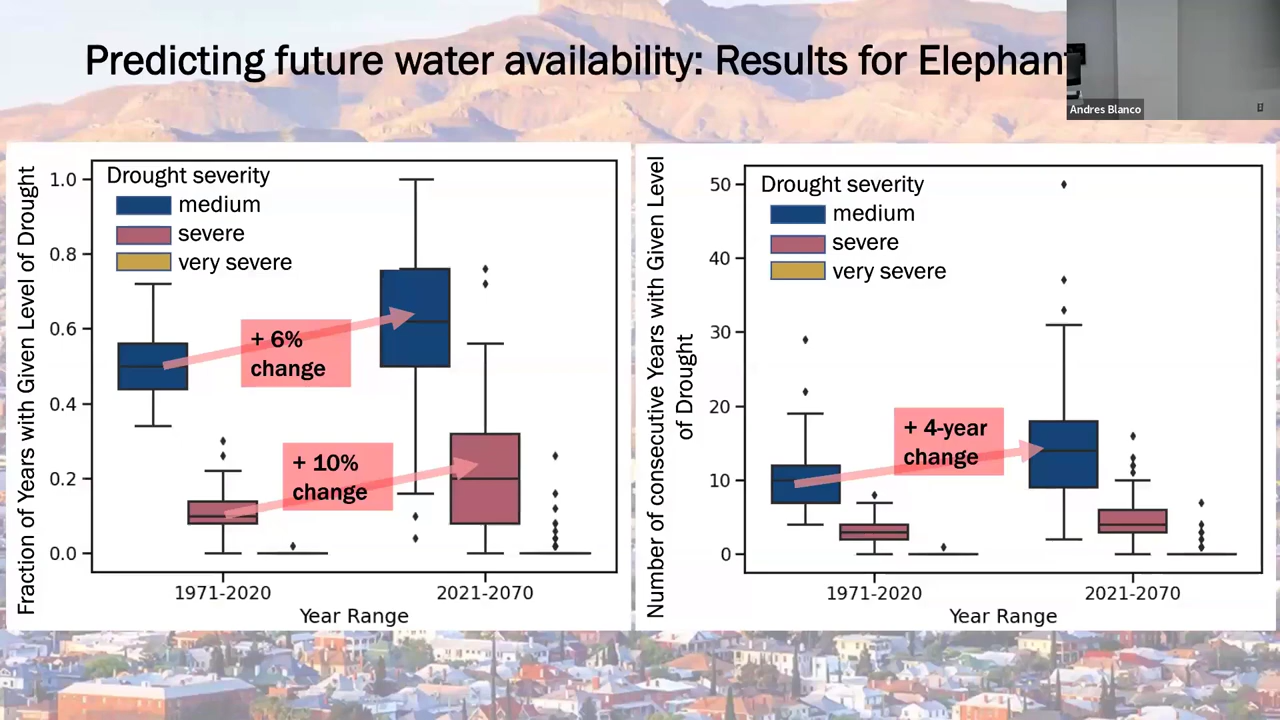 Predicting future water availability: Results for Elephant
Andres Blanco
Fraction of Years with Given Level of Drought
1.0
0.8
0.6
0.4
0.2
0.0
Drought severity
medium
severe
very severe
+ 6%
change
+ 10%
change
1971-2020
2021-2070
Year Range
Number of consecutive Years with Given Level
of Drought
50
40
30
20
10
0
Drought severity
medium
severe
very severe
+ 4-year
change
1971-2020
2021-2070
Year Range